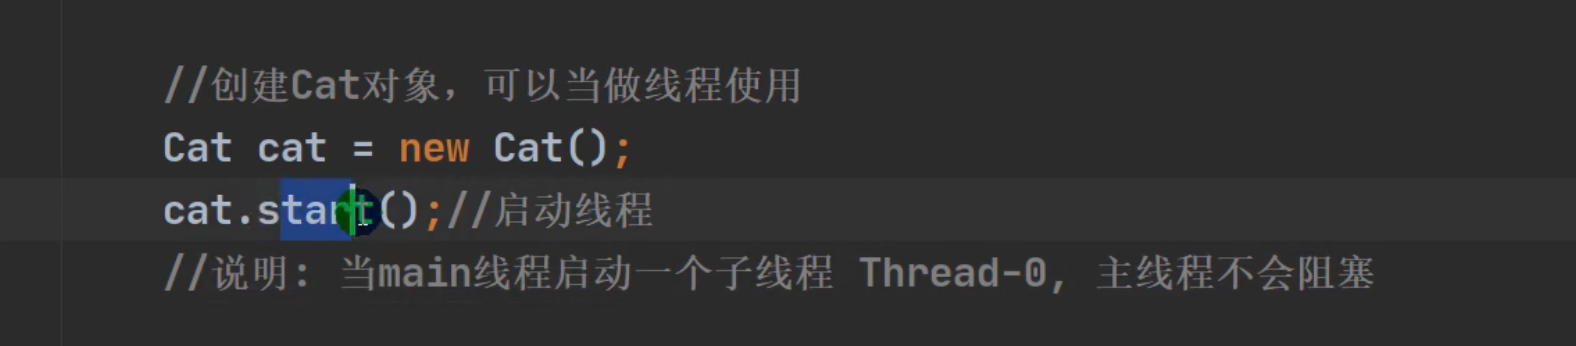 //创建Cat对象，可以当做线程使用
Cat cat = new Cat();
cat.start();//启动线程
//说明: 当main线程启动一个子线程 Thread-0, 主线程不会阻塞